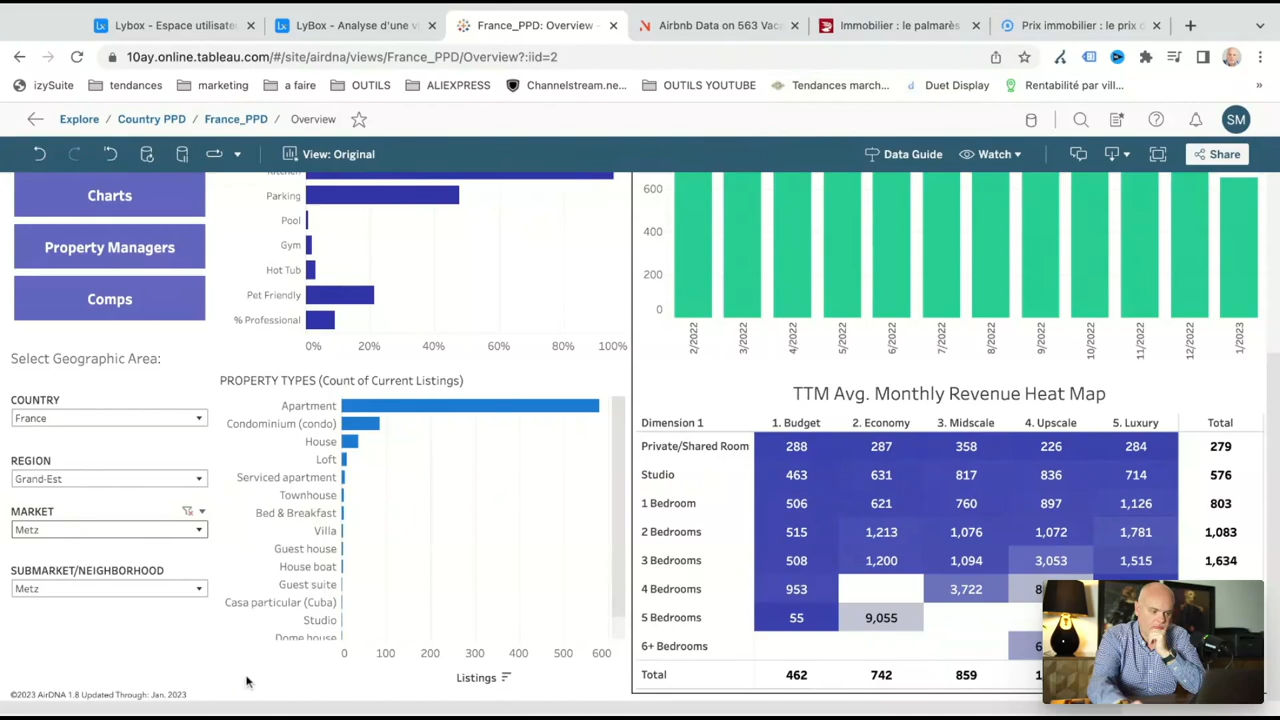 Lybox - Espace utilisate
LyBox - Analyse d'une vi
France_PPD: Overview
Airbnb Data on 563 Vaca
Immobilier : le palmarès
Prix immobilier : le prix d
10ay.online.tableau.com/#/site/airdna/views/France_PPD/Overview?:iid=2
izySuite
tendances
marketing
a faire
OUTILS
ALIEXPRESS
Channelstream.ne...
OUTILS YOUTUBE
Tendances march...
Duet Display
Rentabilité par vill...
»
Explore / Country PPD / France_PPD / Overview
SM
View: Original
Data Guide
Watch
Share
Charts
Property Managers
Comps
Select Geographic Area:
COUNTRY
France
REGION
Grand-Est
MARKET
Metz
SUBMARKET/NEIGHBORHOOD
Metz
©2023 AirDNA 1.8 Updated Through: Jan. 2023
Kitchen
Parking
Pool
Gym
Hot Tub
Pet Friendly
% Professional
0% 20% 40% 60% 80% 100%
PROPERTY TYPES (Count of Current Listings)
Apartment
Condominium (condo)
House
Loft
Serviced apartment
Townhouse
Bed & Breakfast
Villa
Guest house
House boat
Guest suite
Casa particular (Cuba)
Studio
Dome house
0 100 200 300 400 500 600
Listings
600
400
200
0
2/2022 3/2022 4/2022 5/2022 6/2022 7/2022 8/2022 9/2022 10/2022 11/2022 12/2022 1/2023
TTM Avg. Monthly Revenue Heat Map
Dimension 1 1. Budget 2. Economy 3. Midscale 4. Upscale 5. Luxury Total
Private/Shared Room 288 287 358 226 284 279
Studio 463 631 817 836 714 576
1 Bedroom 506 621 760 897 1,126 803
2 Bedrooms 515 1,213 1,076 1,072 1,781 1,083
3 Bedrooms 508 1,200 1,094 3,053 1,515 1,634
4 Bedrooms 953 3,722 8
5 Bedrooms 55 9,055
6+ Bedrooms 6
Total 462 742 859 1